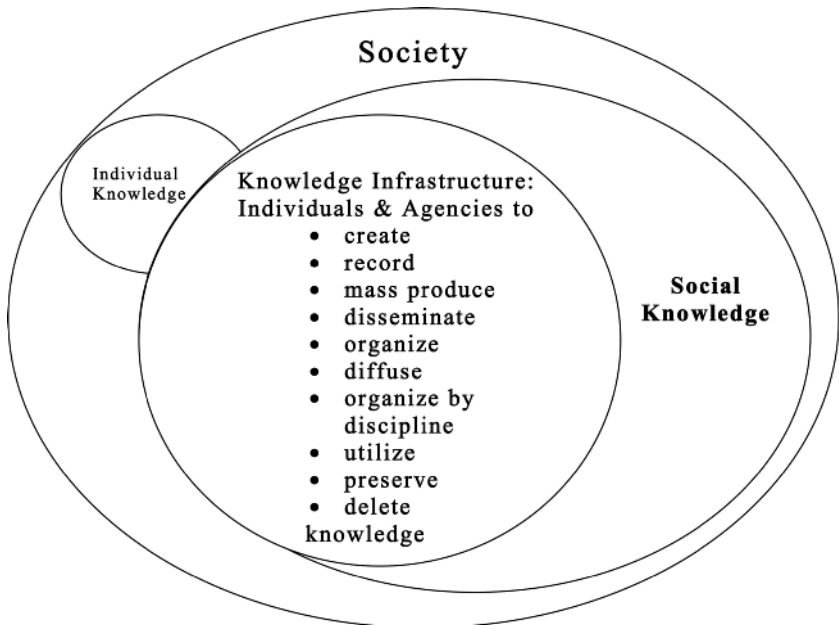 Society
Individual
Knowledge
Knowledge Infrastructure:
Individuals & Agencies to
• create
• record
• mass produce
• disseminate
• organize
• diffuse
• organize by
discipline
• utilize
• preserve
• delete
knowledge
Social
Knowledge